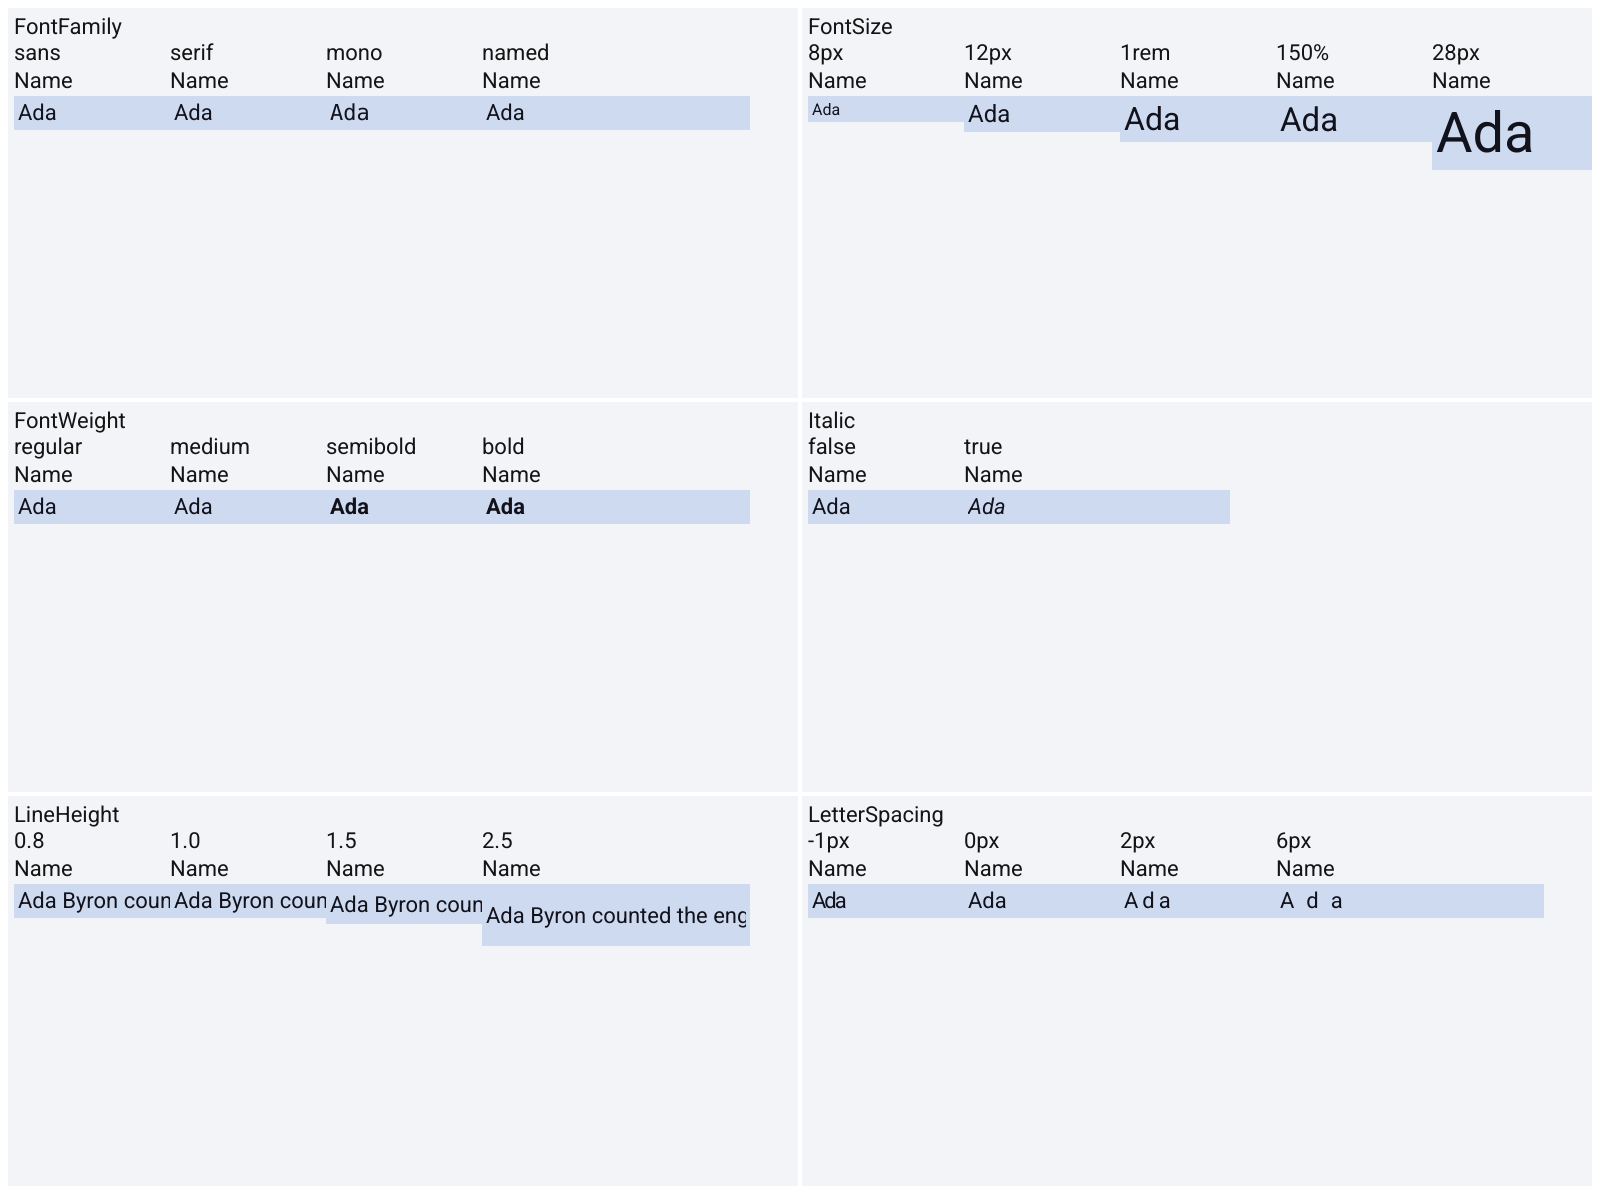 FontFamily
sans serif mono named
Name Name Name Name
Ada Ada Ada Ada
FontSize
8px 12px 1rem 150% 28px
Name Name Name Name Name
Ada Ada Ada Ada Ada
FontWeight
regular medium semibold bold
Name Name Name Name
Ada Ada Ada Ada
Italic
false true
Name Name
Ada Ada
LineHeight
0.8 1.0 1.5 2.5
Name Name Name Name
Ada Byron coun Ada Byron coun Ada Byron coun Ada Byron counted the eng
LetterSpacing
-1px 0px 2px 6px
Name Name Name Name
Ada Ada Ada A d a